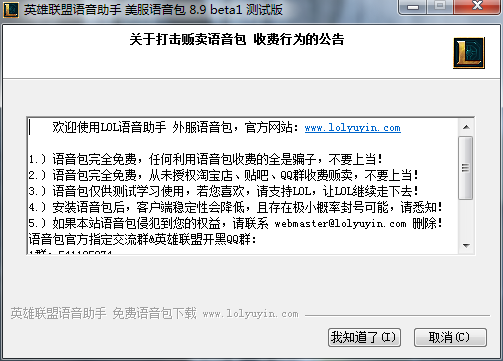 英雄联盟语音助手 美服语音包 8.9 beta1 测试版
关于打击贩卖语音包 收费行为的公告
欢迎使用LOL语音助手 外服语音包，官方网站：www.lolyuyin.com
1.）语音包完全免费，任何利用语音包收费的全是骗子，不要上当！
2.）语音包完全免费，从未授权淘宝店、贴吧、QQ群收费贩卖，不要上当！
3.）语音包仅供测试学习使用，若您喜欢，请支持LOL，让LOL继续走下去！
4.）安装语音包后，客户端稳定性会降低，且存在极小概率封号可能，请悉知！
5.）如果本站语音包侵犯到您的权益，请联系 webmaster@lolyuyin.com 删除！
语音包官方指定交流群&英雄联盟开黑QQ群：
英雄联盟语音助手 免费语音包下载 www.lolyuyin.com
我知道了(I)
取消(C)